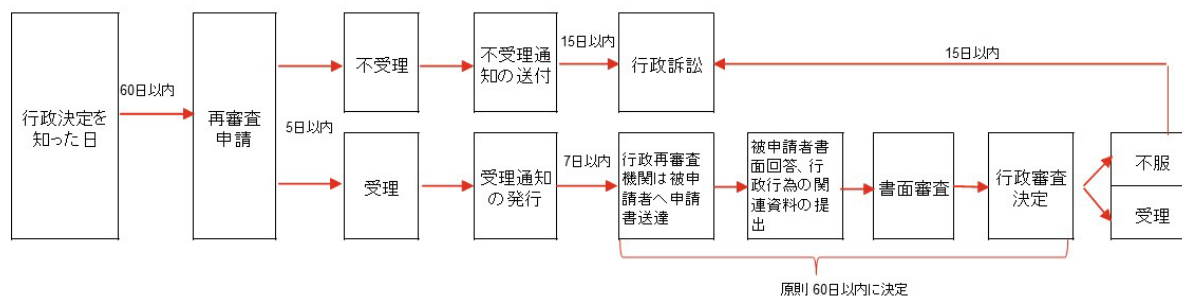 行政決定を
知った日
60日以内
再審査
申請
5日以内
不受理
不受理通
知の送付
15日以内
行政訴訟
15日以内
受理
受理通知
の発行
7日以内
行政再審査
機関は被申
請者へ申請
書送達
被申請者書
面回答、行
政行為の関
連資料の提
出
書面審査
行政審査
決定
不服
受理
原則 60日以内に決定